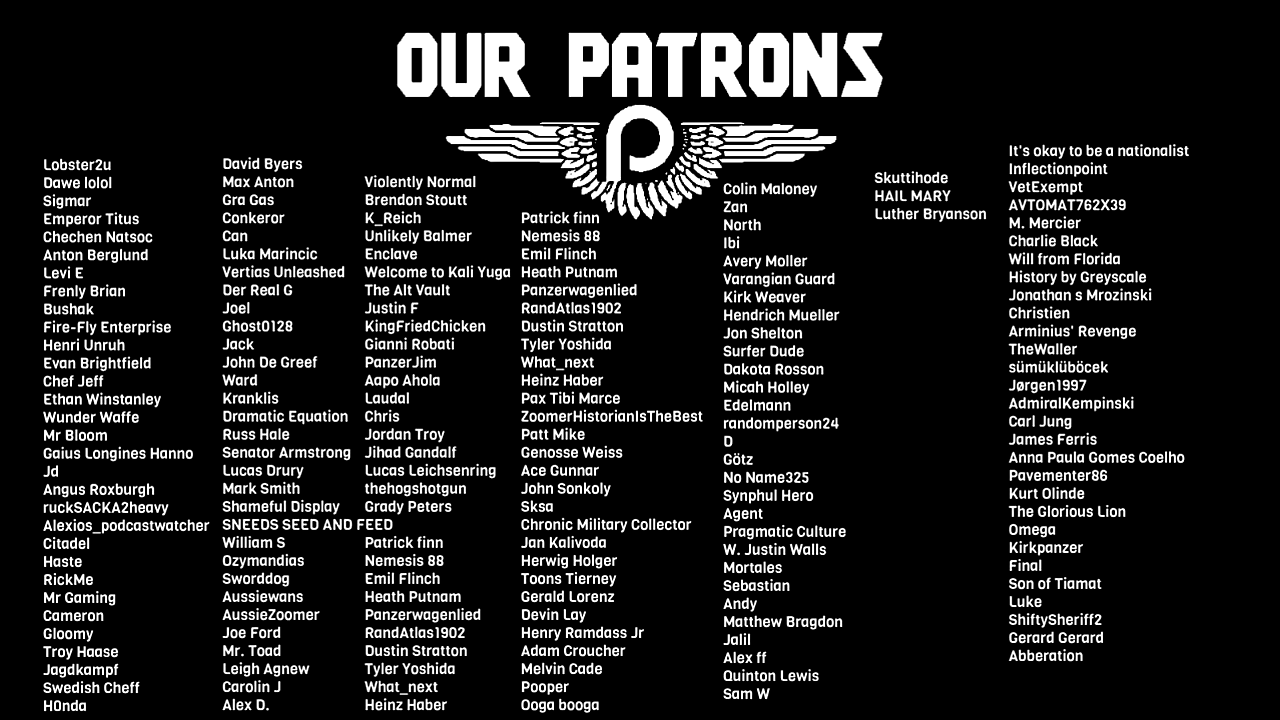 OUR PATRONS
Lobster2u
Dawe lolol
Sigmar
Emperor Titus
Chechen Natsoc
Anton Berglund
Levi E
Frenly Brian
Bushak
Fire-Fly Enterprise
Henri Unruh
Evan Brightfield
Chef Jeff
Ethan Winstanley
Wunder Waffe
Mr Bloom
Gaius Longines Hanno
Jd
Angus Roxburgh
ruckSACKA2heavy
Alexios_podcastwatcher
Citadel
Haste
RickMe
Mr Gaming
Cameron
Gloomy
Troy Haase
Jagdkampf
Swedish Cheff
H0nda
David Byers
Max Anton
Gra Gas
Conkeror
Can
Luka Marincic
Vertias Unleashed
Der Real G
Joel
Ghost0128
Jack
John De Greef
Ward
Kranklis
Dramatic Equation
Russ Hale
Senator Armstrong
Lucas Drury
Mark Smith
Shameful Display
SNEEDS SEED AND FEED
William S
Ozymandias
Sworddog
Aussiewans
AussieZoomer
Joe Ford
Mr. Toad
Leigh Agnew
Carolin J
Alex D.
Violently Normal
Brendon Stoutt
K_Reich
Unlikely Balmer
Enclave
Welcome to Kali Yuga
The Alt Vault
Justin F
KingFriedChicken
Gianni Robati
PanzerJim
Aapo Ahola
Laudal
Chris
Jordan Troy
Jihad Gandalf
Lucas Leichsenring
thehogshotgun
Grady Peters
Patrick finn
Nemesis 88
Emil Flinch
Heath Putnam
Panzerwagenlied
RandAtlas1902
Dustin Stratton
Tyler Yoshida
What_next
Heinz Haber
Patrick finn
Nemesis 88
Emil Flinch
Heath Putnam
Panzerwagenlied
RandAtlas1902
Dustin Stratton
Tyler Yoshida
What_next
Heinz Haber
Pax Tibi Marce
ZoomerHistorianIsTheBest
Patt Mike
Genosse Weiss
Ace Gunnar
John Sonkoly
Sksa
Chronic Military Collector
Jan Kalivoda
Herwig Holger
Toons Tierney
Gerald Lorenz
Devin Lay
Henry Ramdass Jr
Adam Croucher
Melvin Cade
Pooper
Ooga booga
Colin Maloney
Zan
North
Ibi
Avery Moller
Varangian Guard
Kirk Weaver
Hendrich Mueller
Jon Shelton
Surfer Dude
Dakota Rosson
Micah Holley
Edelmann
randomperson24
D
Götz
No Name325
Synphul Hero
Agent
Pragmatic Culture
W. Justin Walls
Mortales
Sebastian
Andy
Matthew Bragdon
Jalil
Alex ff
Quinton Lewis
Sam W
Skuttihode
HAIL MARY
Luther Bryanson
It's okay to be a nationalist
Inflectionpoint
VetExempt
AVTOMAT762X39
M. Mercier
Charlie Black
Will from Florida
History by Greyscale
Jonathan s Mrozinski
Christien
Arminius' Revenge
TheWaller
sümüklüböcek
Jørgen1997
AdmiralKempinski
Carl Jung
James Ferris
Anna Paula Gomes Coelho
Pavementer86
Kurt Olinde
The Glorious Lion
Omega
Kirkpanzer
Final
Son of Tiamat
Luke
ShiftySheriff2
Gerard Gerard
Abberation